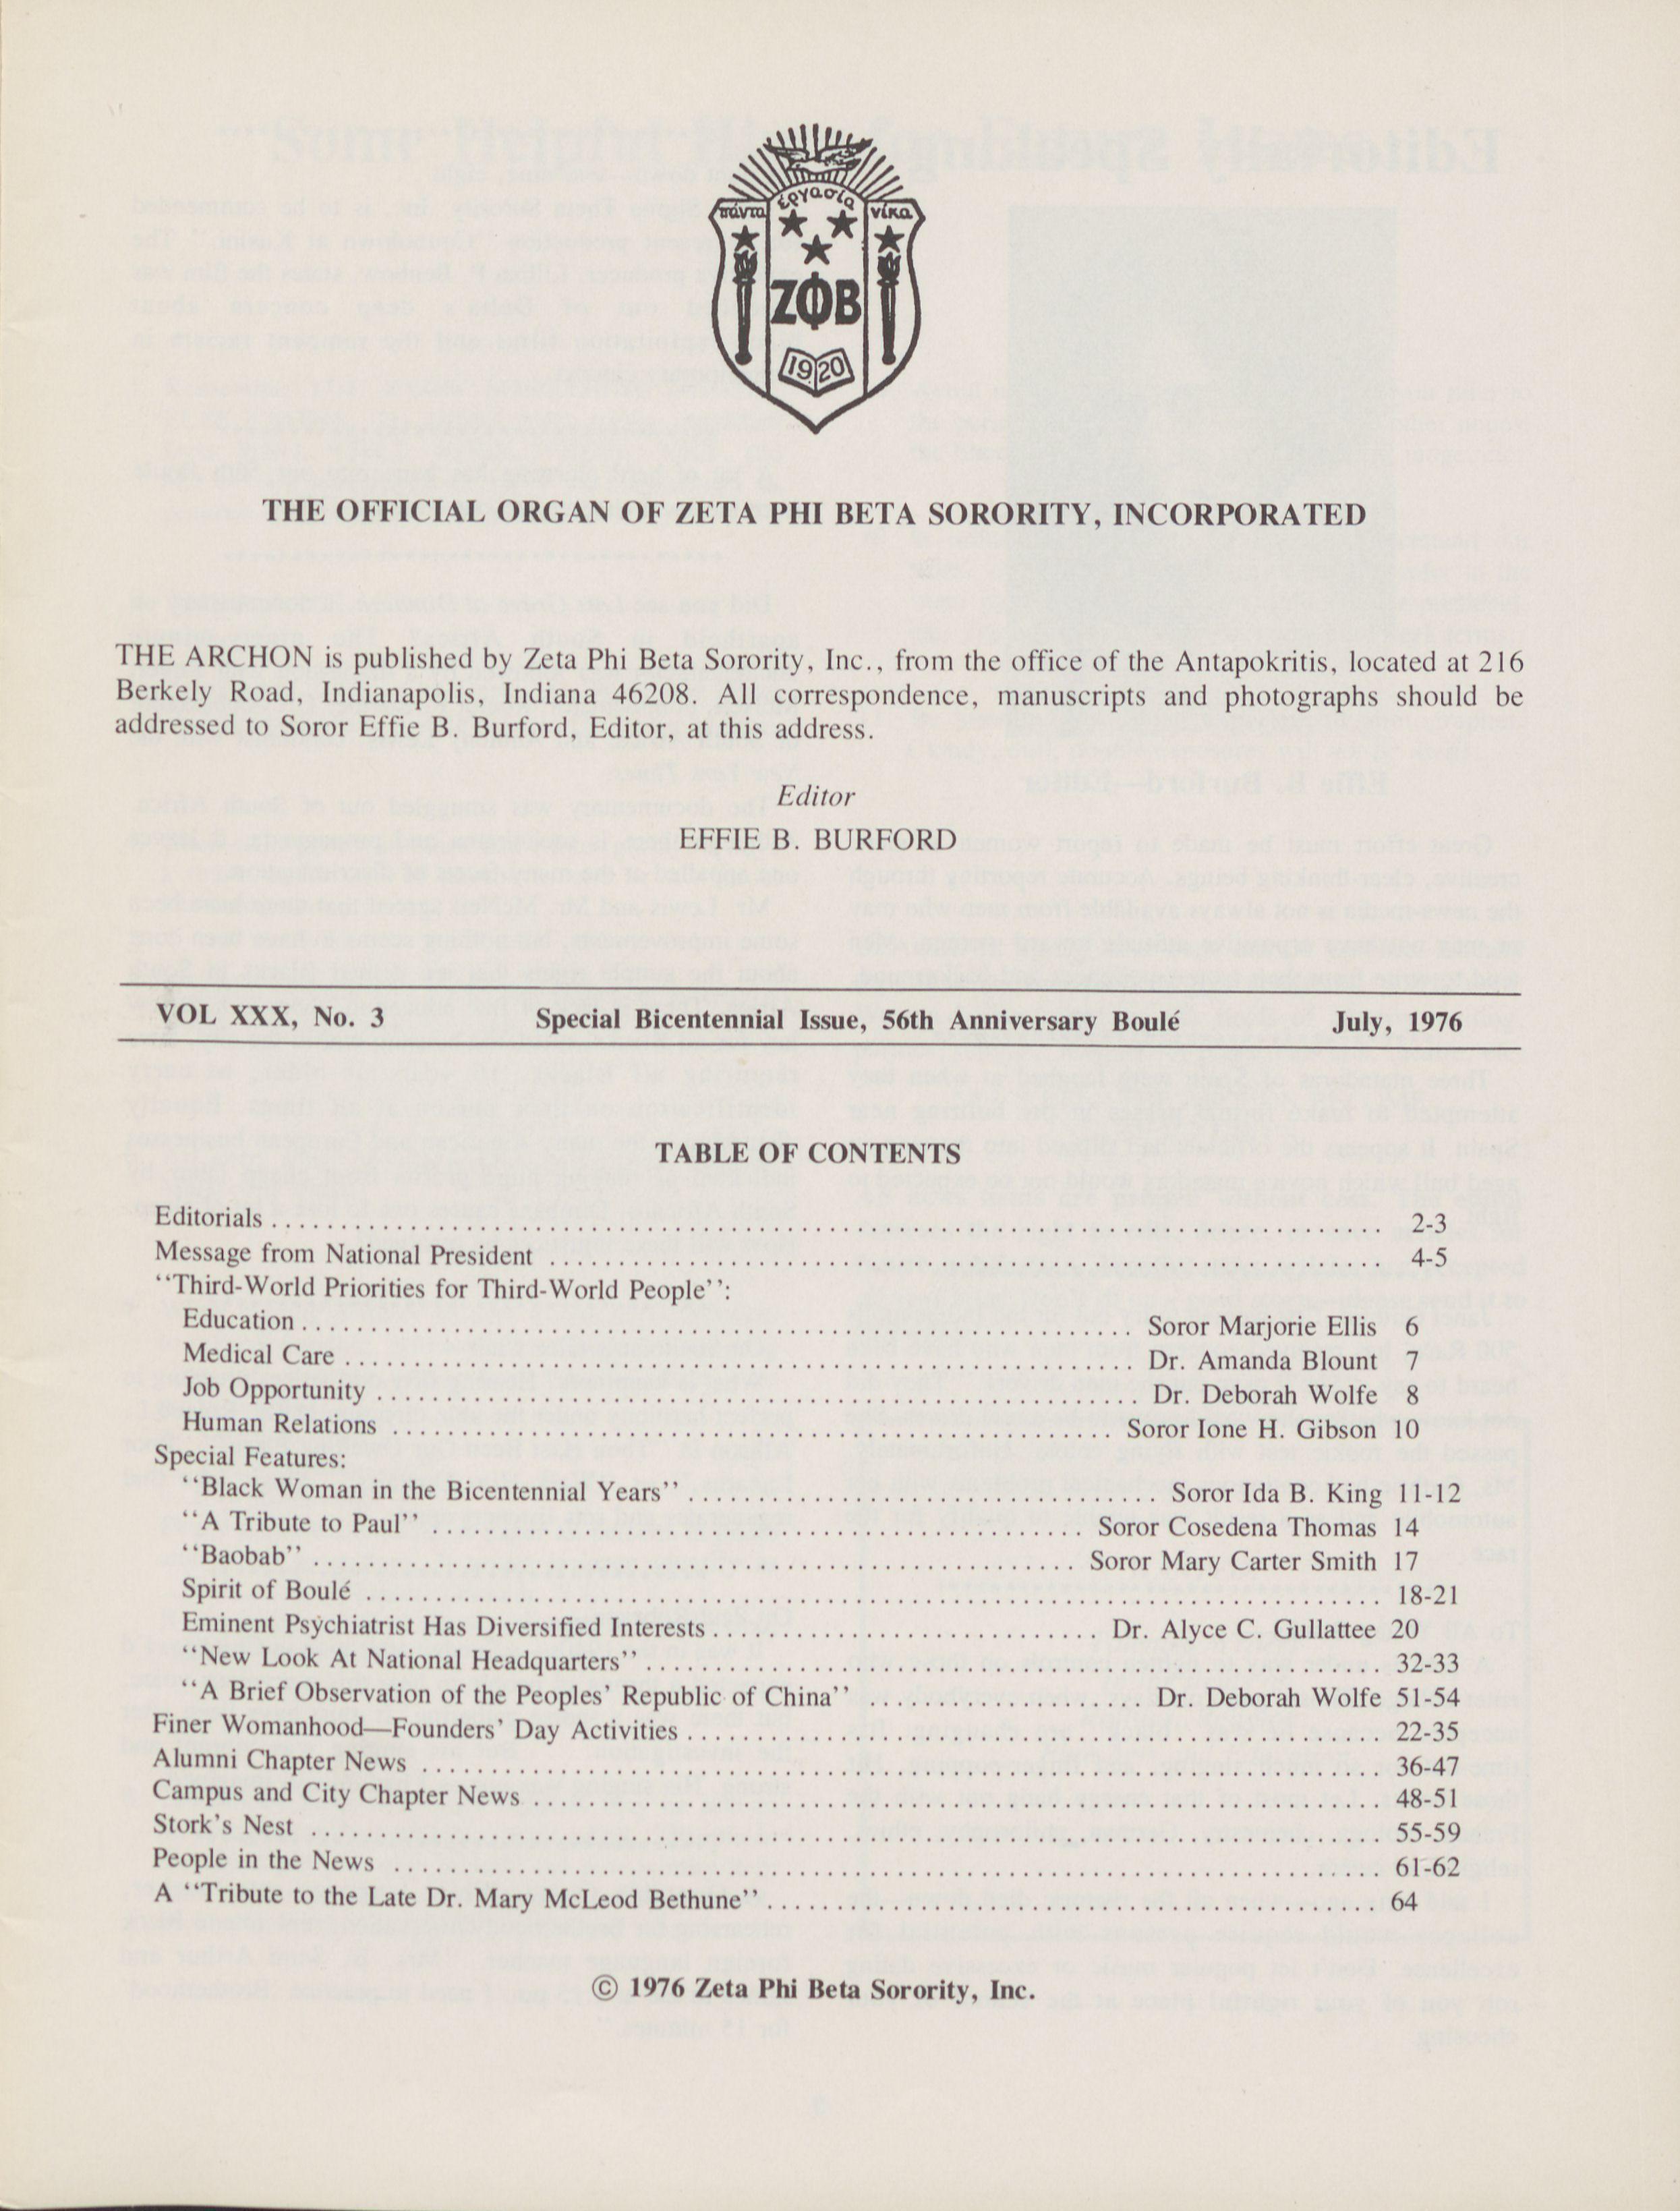 πάντα ἐργασία νίκα
ΖΦΒ
1920
THE OFFICIAL ORGAN OF ZETA PHI BETA SORORITY, INCORPORATED
THE ARCHON is published by Zeta Phi Beta Sorority, Inc., from the office of the Antapokritis, located at 216
Berkely Road, Indianapolis, Indiana 46208. All correspondence, manuscripts and photographs should be
addressed to Soror Effie B. Burford, Editor, at this address.
Editor
EFFIE B. BURFORD
VOL XXX, No. 3 Special Bicentennial Issue, 56th Anniversary Boulé July, 1976
TABLE OF CONTENTS
Editorials . . . . . . . . . . 2-3
Message from National President . . . . . . . . . . 4-5
‘‘Third-World Priorities for Third-World People’’:
Education . . . . . . . . . . Soror Marjorie Ellis 6
Medical Care . . . . . . . . . . Dr. Amanda Blount 7
Job Opportunity . . . . . . . . . . Dr. Deborah Wolfe 8
Human Relations . . . . . . . . . . Soror Ione H. Gibson 10
Special Features:
‘‘Black Woman in the Bicentennial Years’’ . . . . . . . . . . Soror Ida B. King 11-12
‘‘A Tribute to Paul’’ . . . . . . . . . . Soror Cosedena Thomas 14
‘‘Baobab’’ . . . . . . . . . . Soror Mary Carter Smith 17
Spirit of Boulé . . . . . . . . . . 18-21
Eminent Psychiatrist Has Diversified Interests . . . . . . . . . . Dr. Alyce C. Gullattee 20
‘‘New Look At National Headquarters’’ . . . . . . . . . . 32-33
‘‘A Brief Observation of the Peoples’ Republic of China’’ . . . . . . . . . . Dr. Deborah Wolfe 51-54
Finer Womanhood—Founders’ Day Activities . . . . . . . . . . 22-35
Alumni Chapter News . . . . . . . . . . 36-47
Campus and City Chapter News . . . . . . . . . . 48-51
Stork’s Nest . . . . . . . . . . 55-59
People in the News . . . . . . . . . . 61-62
A ‘‘Tribute to the Late Dr. Mary McLeod Bethune’’ . . . . . . . . . . 64
© 1976 Zeta Phi Beta Sorority, Inc.